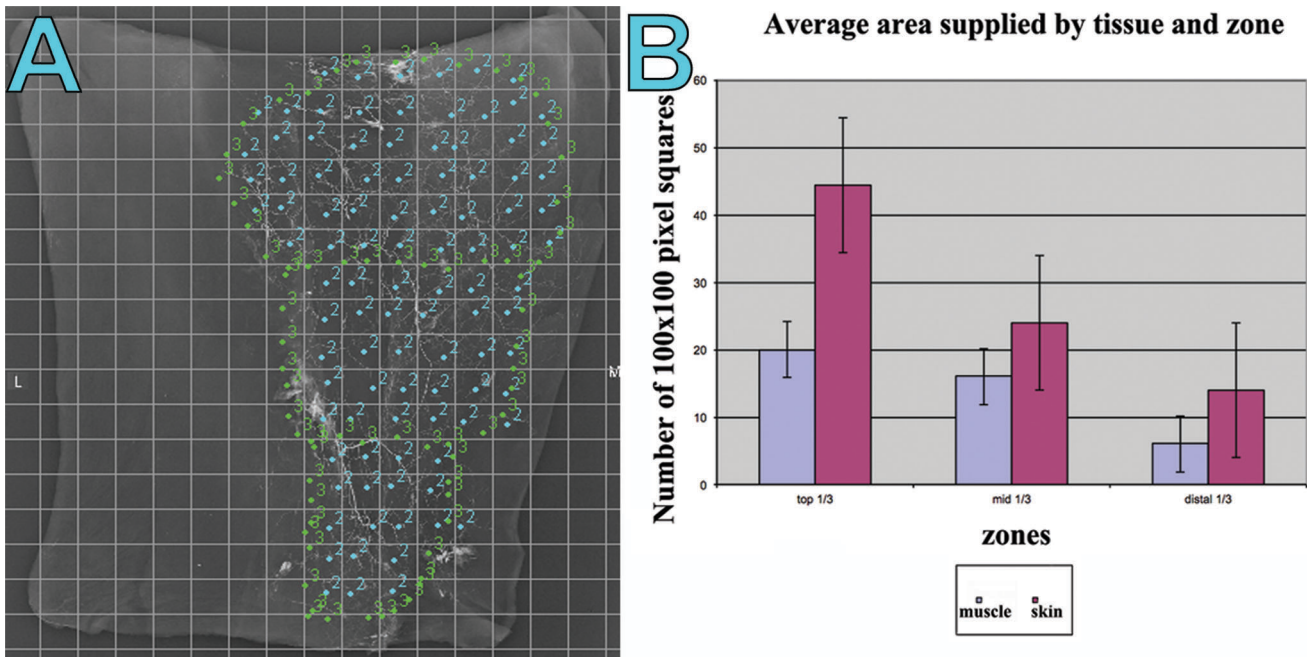 A
L
M
B
Average area supplied by tissue and zone
Number of 100x100 pixel squares
60
50
40
30
20
10
0
top 1/3
mid 1/3
distal 1/3
zones
muscle skin